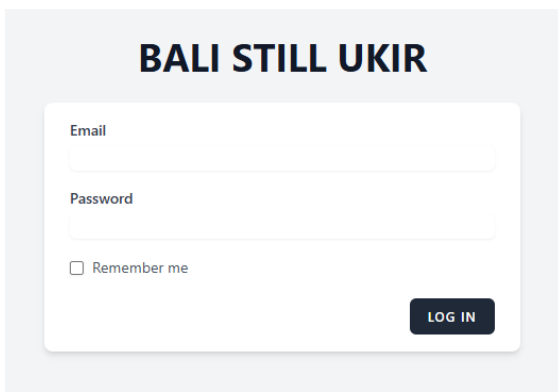 BALI STILL UKIR
Email
Password
Remember me
LOG IN